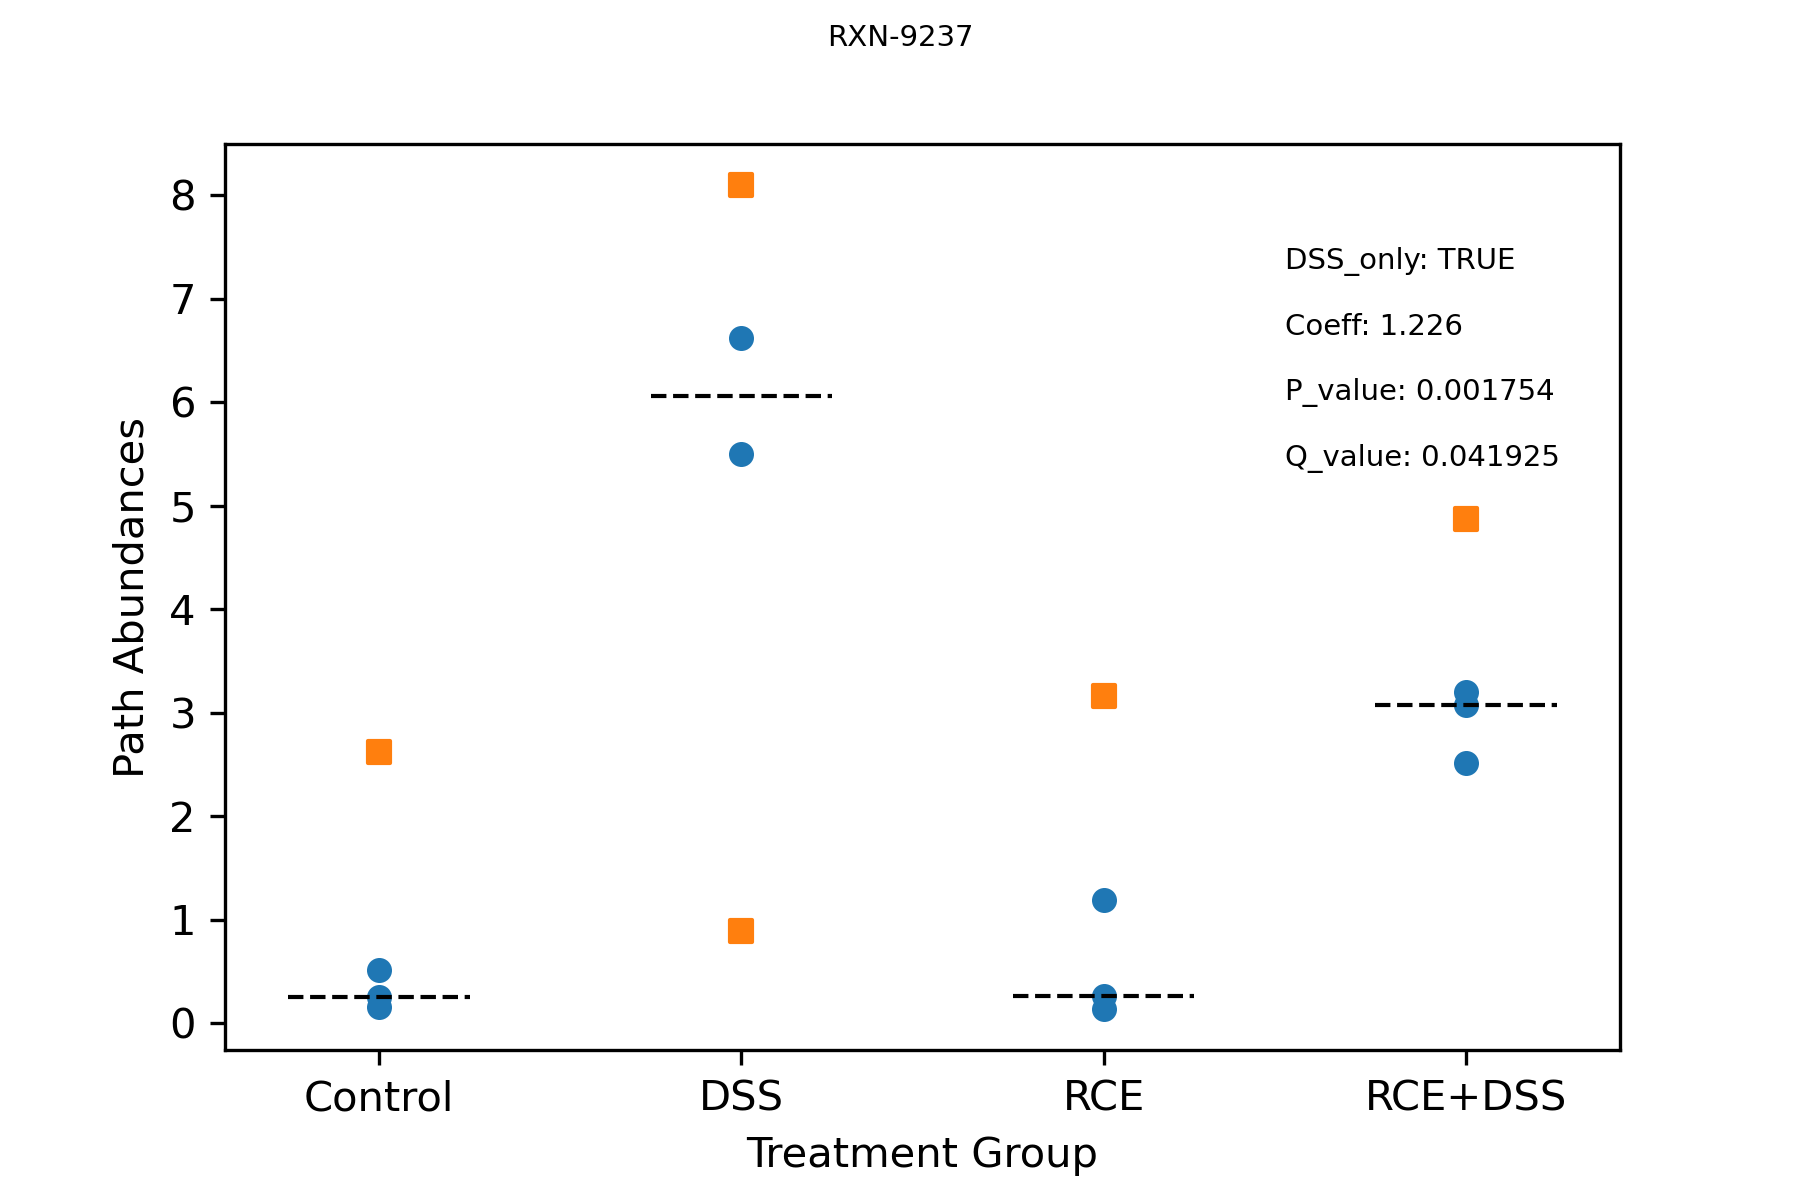 RXN-9237
8
7
6
5
4
3
2
1
0
Path Abundances
DSS_only: TRUE
Coeff: 1.226
P_value: 0.001754
Q_value: 0.041925
Control DSS RCE RCE+DSS
Treatment Group